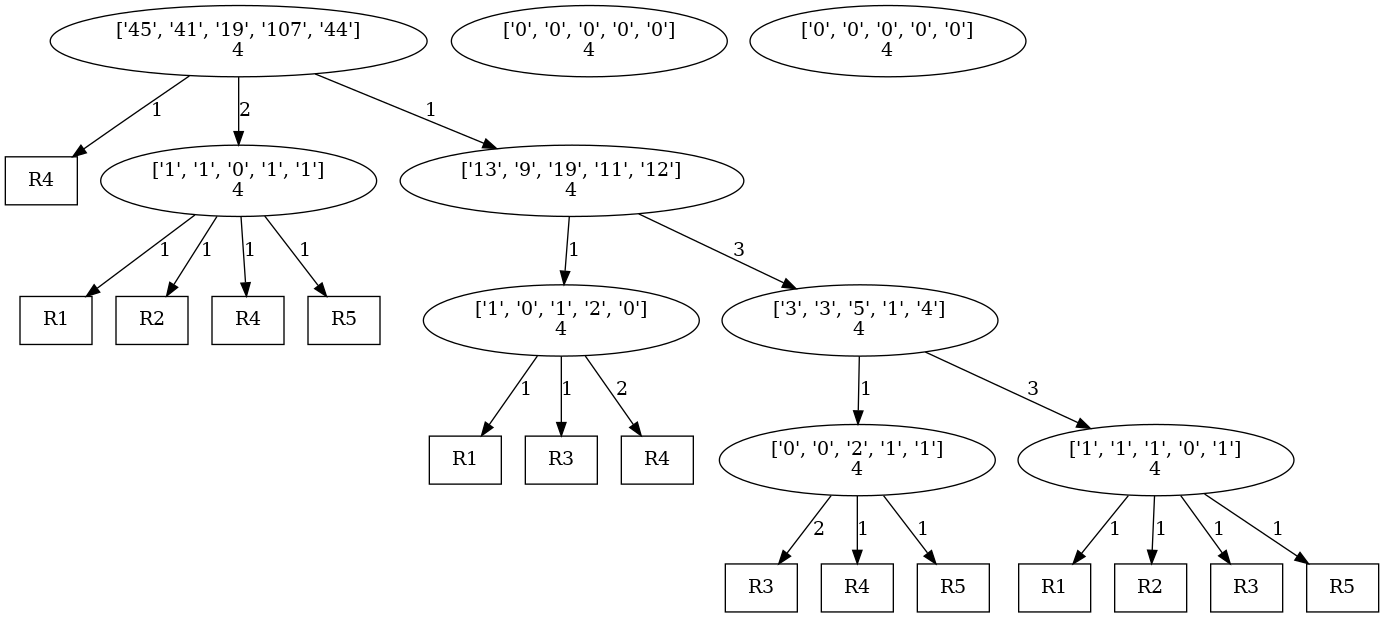 ['45', '41', '19', '107', '44']
4
['0', '0', '0', '0', '0']
4
['0', '0', '0', '0', '0']
4
1
2
1
R4
['1', '1', '0', '1', '1']
4
['13', '9', '19', '11', '12']
4
1
1
1
1
1
3
R1
R2
R4
R5
['1', '0', '1', '2', '0']
4
['3', '3', '5', '1', '4']
4
1
1
2
1
3
R1
R3
R4
['0', '0', '2', '1', '1']
4
['1', '1', '1', '0', '1']
4
2
1
1
1
1
1
1
R3
R4
R5
R1
R2
R3
R5